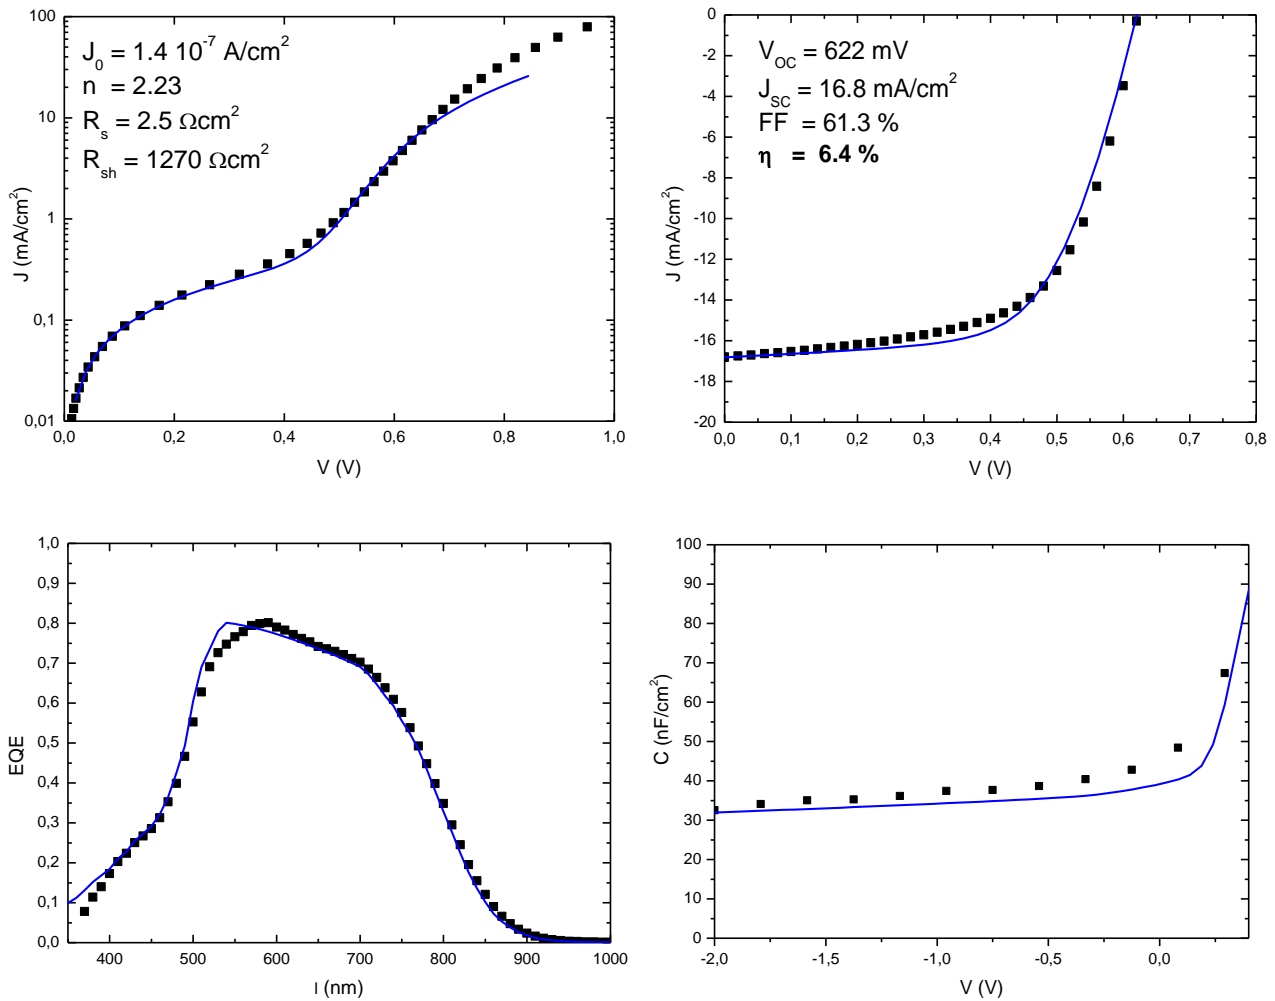 J₀ = 1.4 10⁻⁷ A/cm²
n = 2.23
Rₛ = 2.5 Ωcm²
Rₛₕ = 1270 Ωcm²
100
10
1
0,1
0,01
J (mA/cm²)
0,0 0,2 0,4 0,6 0,8 1,0
V (V)
V_OC = 622 mV
J_SC = 16.8 mA/cm²
FF = 61.3 %
η = 6.4 %
0
-2
-4
-6
-8
-10
-12
-14
-16
-18
-20
J (mA/cm²)
0,0 0,1 0,2 0,3 0,4 0,5 0,6 0,7 0,8
V (V)
1,0
0,9
0,8
0,7
0,6
0,5
0,4
0,3
0,2
0,1
0,0
EQE
400 500 600 700 800 900 1000
l (nm)
100
90
80
70
60
50
40
30
20
10
0
C (nF/cm²)
-2,0 -1,5 -1,0 -0,5 0,0
V (V)